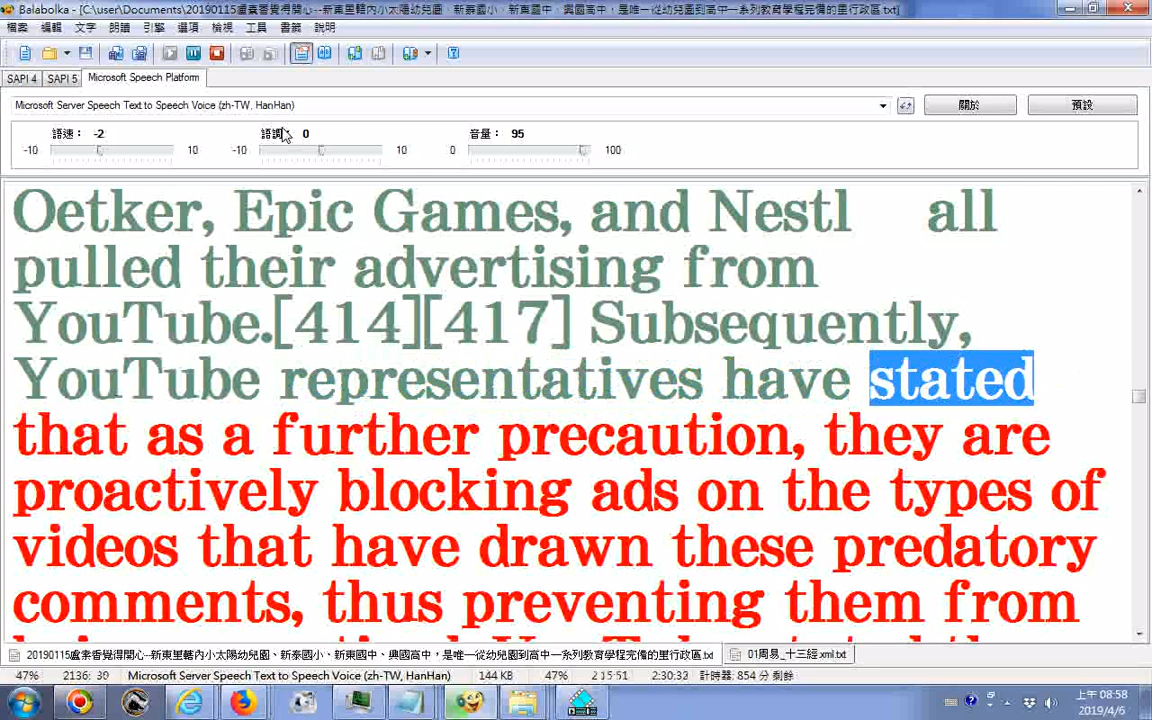 Balabolka - [C:\user\Documents\20190115盧素香覺得開心--新東里轄內小太陽幼兒園、新泰國小、新東國中、興國高中，是唯一從幼兒園到高中一系列教育學程完備的里行政區.txt]
檔案 編輯 文字 朗讀 引擎 選項 檢視 工具 書籤 說明
SAPI 4 SAPI 5 Microsoft Speech Platform
Microsoft Server Speech Text to Speech Voice (zh-TW, HanHan) 關於 預設
語速： -2 語調： 0 音量： 95
-10 10 -10 10 0 100
Oetker, Epic Games, and Nestl all
pulled their advertising from
YouTube.[414][417] Subsequently,
YouTube representatives have stated
that as a further precaution, they are
proactively blocking ads on the types of
videos that have drawn these predatory
comments, thus preventing them from
20190115盧素香覺得開心--新東里轄內小太陽幼兒園、新泰國小、新東國中、興國高中，是唯一從幼兒園到高中一系列教育學程完備的里行政區.txt 01周易_十三經.xml.txt
47% 2136: 39 Microsoft Server Speech Text to Speech Voice (zh-TW, HanHan) 144 KB 47% 2:15:51 2:30:32 計時器: 854 分 剩餘
上午 08:58
2019/4/6